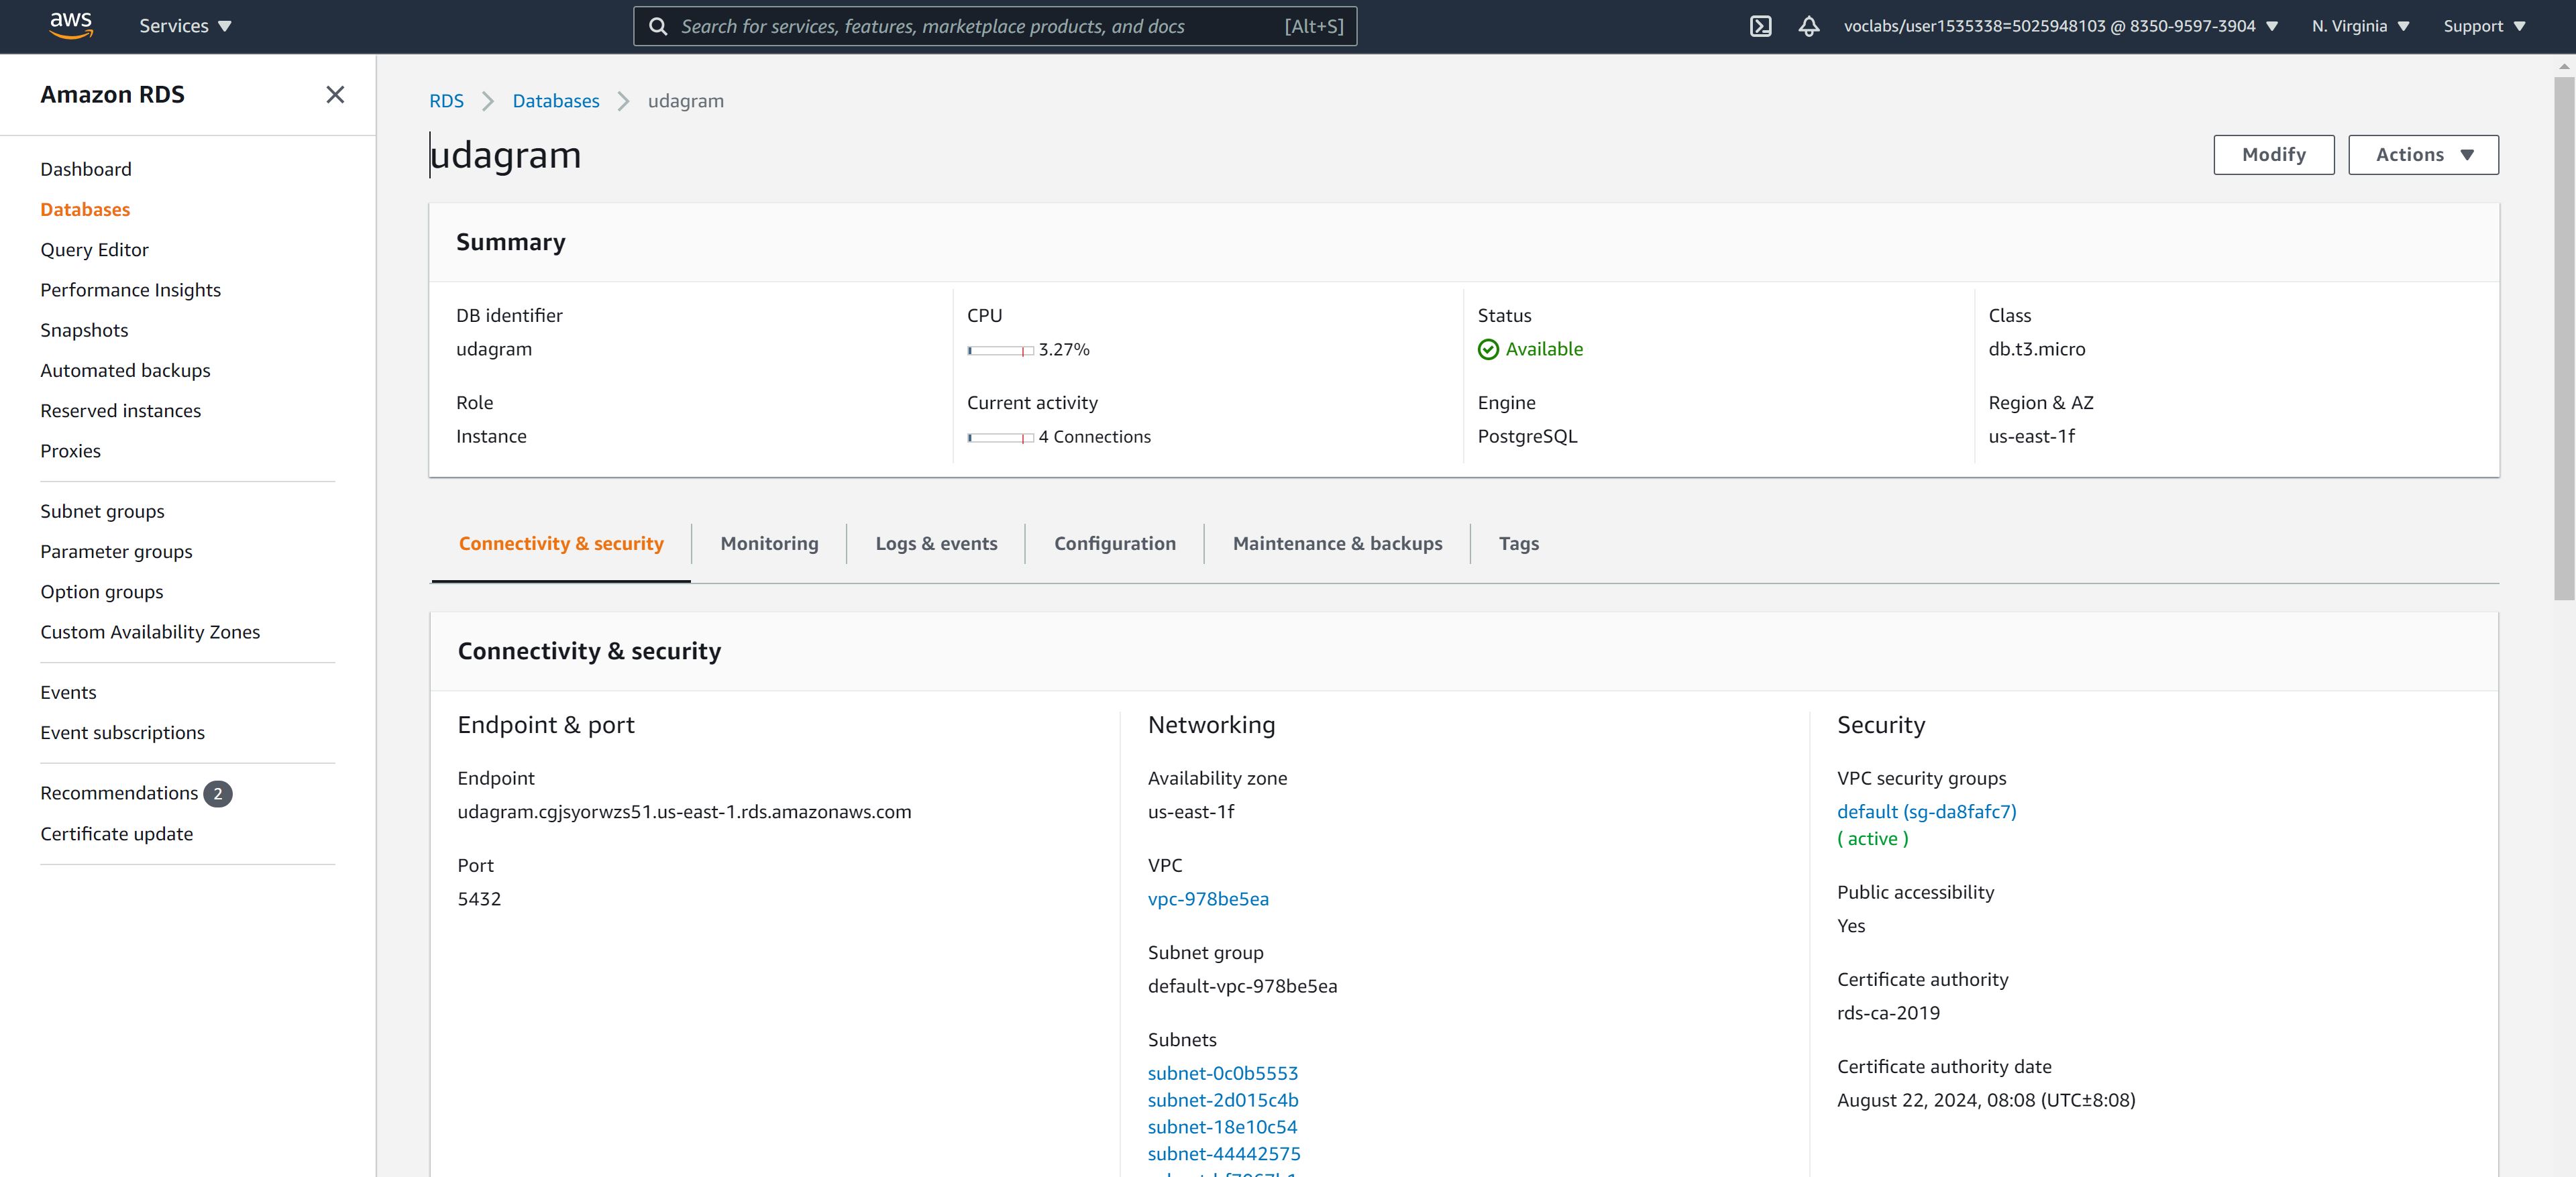 aws
Services
Search for services, features, marketplace products, and docs [Alt+S]
voclabs/user1535338=5025948103 @ 8350-9597-3904
N. Virginia
Support
Amazon RDS
Dashboard
Databases
Query Editor
Performance Insights
Snapshots
Automated backups
Reserved instances
Proxies
Subnet groups
Parameter groups
Option groups
Custom Availability Zones
Events
Event subscriptions
Recommendations 2
Certificate update
RDS Databases udagram
udagram
Modify
Actions
Summary
DB identifier
udagram
CPU
3.27%
Status
Available
Class
db.t3.micro
Role
Instance
Current activity
4 Connections
Engine
PostgreSQL
Region & AZ
us-east-1f
Connectivity & security
Monitoring
Logs & events
Configuration
Maintenance & backups
Tags
Connectivity & security
Endpoint & port
Endpoint
udagram.cgjsyorwzs51.us-east-1.rds.amazonaws.com
Port
5432
Networking
Availability zone
us-east-1f
VPC
vpc-978be5ea
Subnet group
default-vpc-978be5ea
Subnets
subnet-0c0b5553
subnet-2d015c4b
subnet-18e10c54
subnet-44442575
Security
VPC security groups
default (sg-da8fafc7)
( active )
Public accessibility
Yes
Certificate authority
rds-ca-2019
Certificate authority date
August 22, 2024, 08:08 (UTC±8:08)